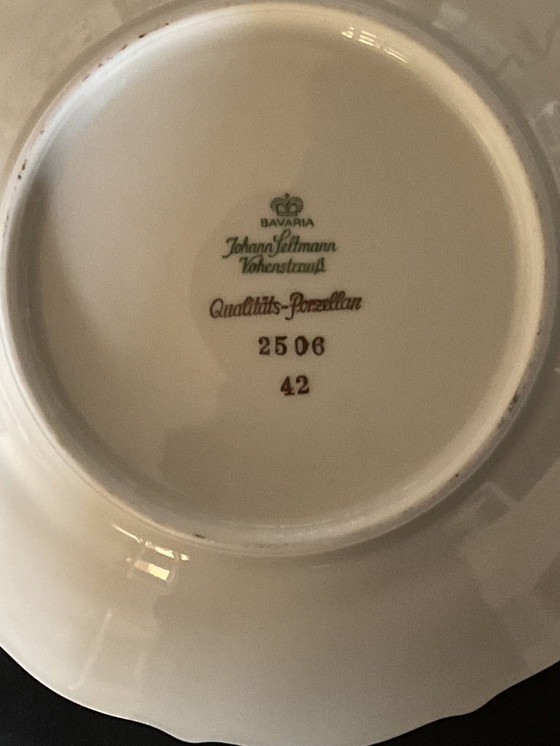 BAVARIA
Johann Seltmann
Vohenstrauß
Qualitäts-Porzellan
2506
42